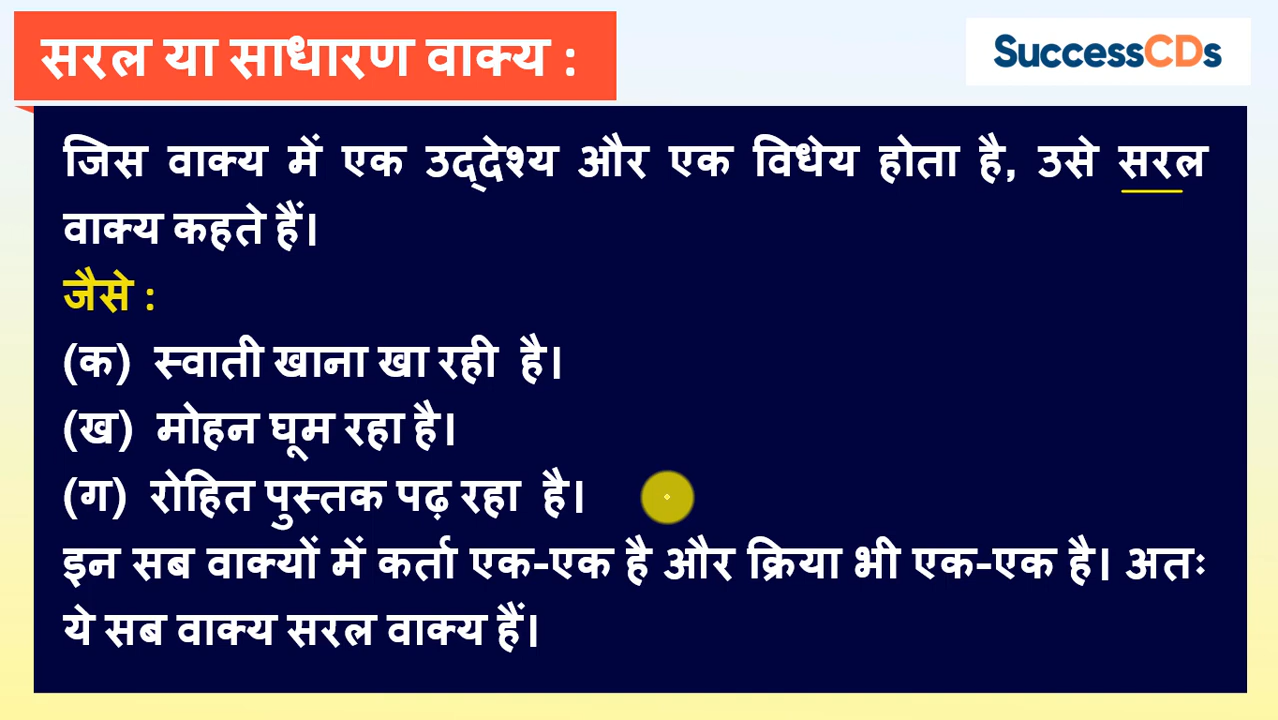 सरल या साधारण वाक्य :
SuccessCDs
जिस वाक्य में एक उद्देश्य और एक विधेय होता है, उसे सरल
वाक्य कहते हैं।
जैसे :
(क) स्वाती खाना खा रही है।
(ख) मोहन घूम रहा है।
(ग) रोहित पुस्तक पढ़ रहा है।
इन सब वाक्यों में कर्ता एक-एक है और क्रिया भी एक-एक है। अतः
ये सब वाक्य सरल वाक्य हैं।